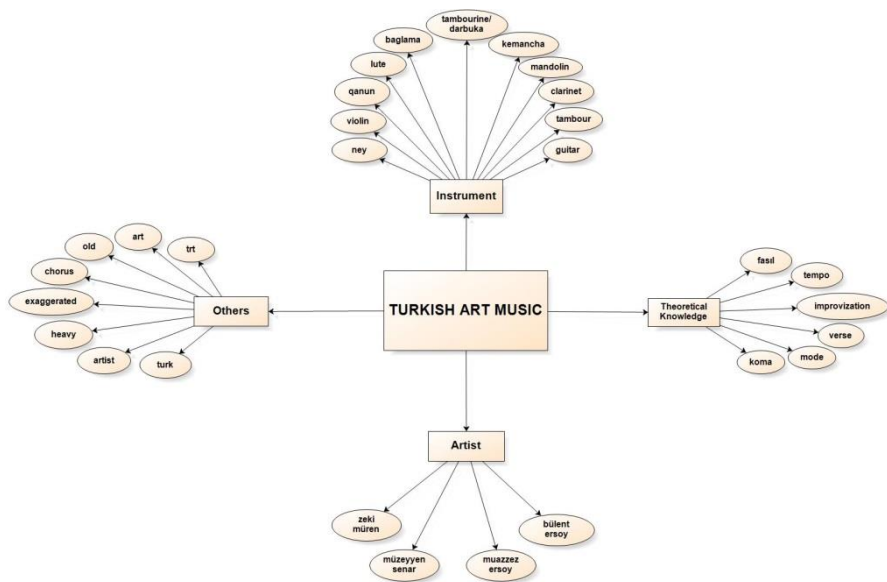 tambourine/
darbuka
baglama
kemancha
lute
mandolin
qanun
clarinet
violin
tambour
ney
guitar
Instrument
art
trt
old
chorus
exaggerated
heavy
artist
turk
Others
TURKISH ART MUSIC
Theoretical
Knowledge
fasıl
tempo
improvization
verse
mode
koma
Artist
zeki
müren
müzeyyen
senar
muazzez
ersoy
bülent
ersoy